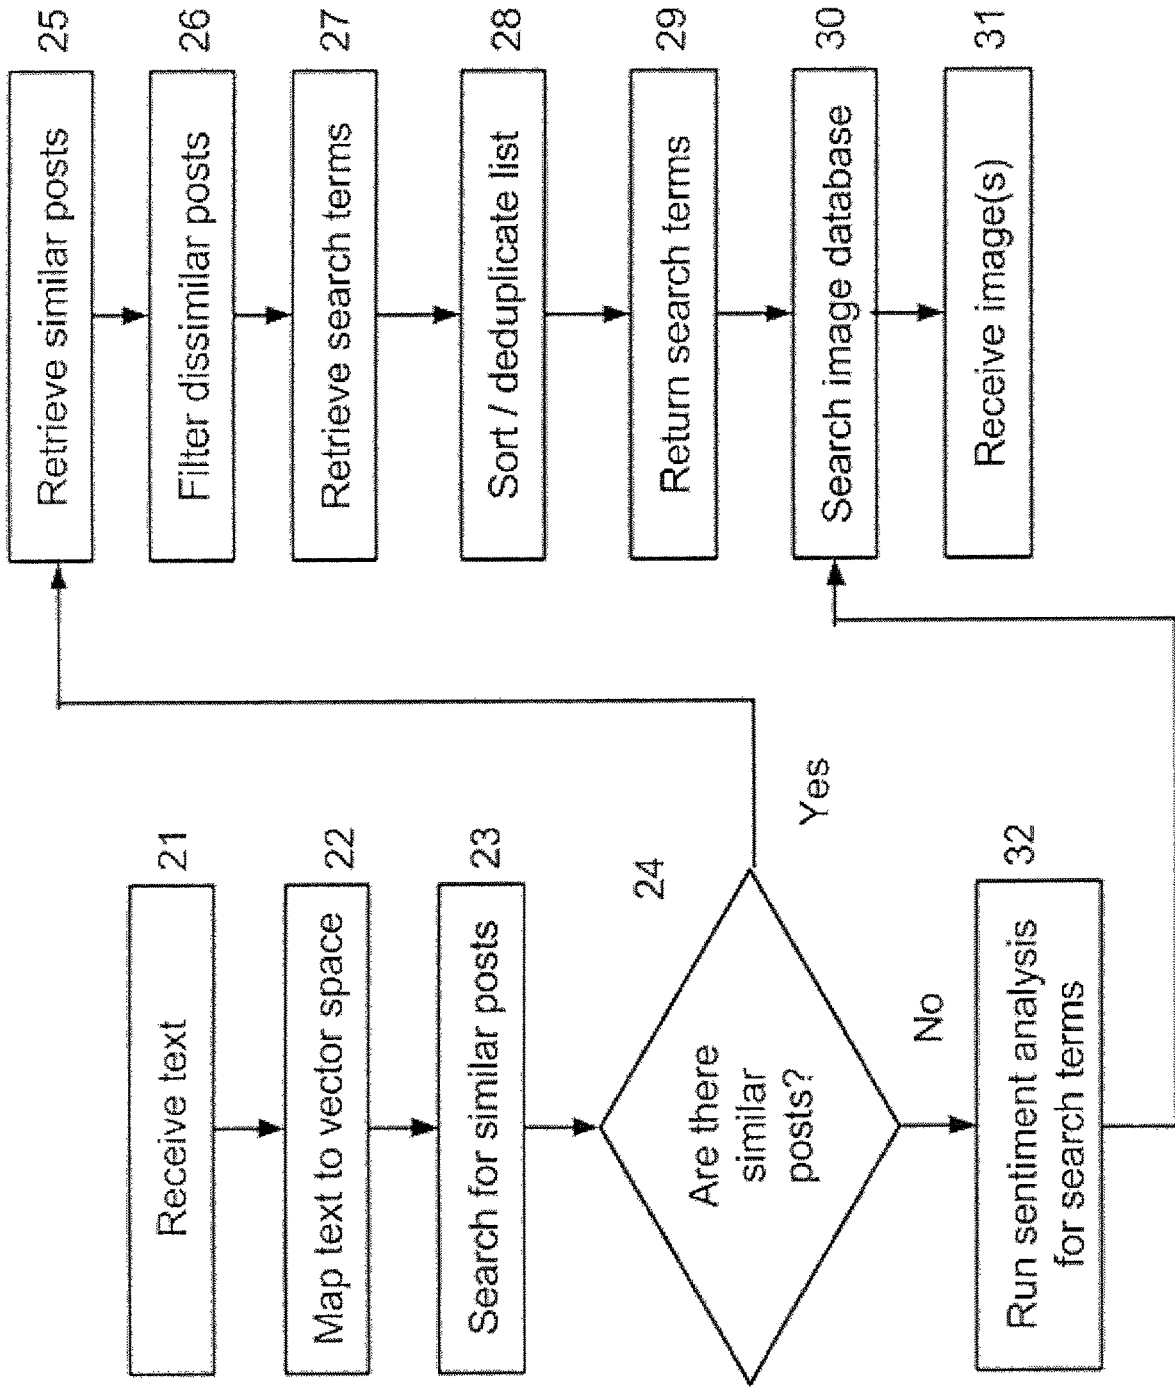 Receive text
21
Map text to vector space
22
Search for similar posts
23
Are there
similar
posts?
24
Yes
No
Run sentiment analysis
for search terms
32
Retrieve similar posts
25
Filter dissimilar posts
26
Retrieve search terms
27
Sort / deduplicate list
28
Return search terms
29
Search image database
30
Receive image(s)
31